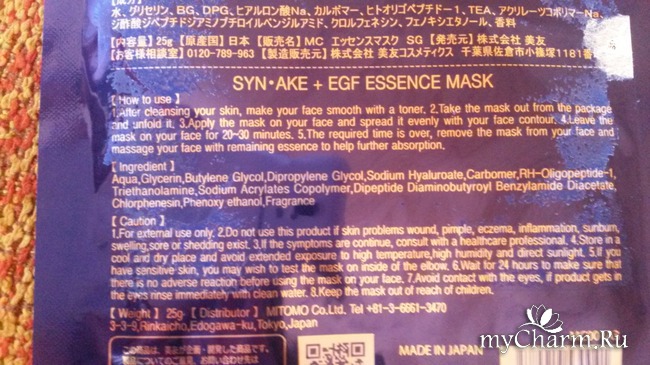 水、グリセリン、BG、DPG、ヒアルロン酸Na、カルボマー、ヒトオリゴペプチド-1、TEA、アクリレーツコポリマーNa、
ジ酢酸ジペプチドジアミノブチロイルベンジルアミド、クロルフェネシン、フェノキシエタノール、香料
【内容量】25g 【原産国】日本 【販売名】MC エッセンスマスク SG 【発売元】株式会社 美友
【お客様相談室】0120-789-963 【製造販売元】株式会社 美友コスメティクス 千葉県佐倉市小篠塚1181番
SYN・AKE + EGF ESSENCE MASK
【 How to use 】
1.After cleansing your skin, make your face smooth with a toner. 2.Take the mask out from the package
and unfold it. 3.Apply the mask on your face and spread it evenly with your face contour. 4.Leave the
mask on your face for 20-30 minutes. 5.The required time is over, remove the mask from your face and
massage your face with remaining essence to help further absorption.
【 Ingredient 】
Aqua,Glycerin,Butylene Glycol,Dipropylene Glycol,Sodium Hyaluronate,Carbomer,RH-Oligopeptide-1,
Triethanolamine,Sodium Acrylates Copolymer,Dipeptide Diaminobutyroyl Benzylamide Diacetate,
Chlorphenesin,Phenoxy ethanol,Fragrance
【 Caution 】
1.For external use only. 2.Do not use this product if skin problems wound, pimple, eczema, inflammation, sunburn,
swelling,sore or shedding exist. 3.If the symptoms are continue, consult with a healthcare professional. 4.Store in a
cool and dry place and avoid extended exposure to high temperature,high humidity and direct sunlight. 5.If you
have sensitive skin, you may wish to test the mask on inside of the elbow. 6.Wait for 24 hours to make sure that
there is no adverse reaction before using the mask on your face. 7.Avoid contact with the eyes, if product gets in
the eyes rinse immediately with clean water. 8.Keep the mask out of reach of children.
【 Weight 】 25g 【 Distributor 】 MITOMO Co.Ltd. Tel +81-3-6661-3470
3-3-9,Rinkaicho,Edogawa-ku,Tokyo,Japan
この商品は、美友が企画・開発した商品です。
MADE IN JAPAN
myCharm.Ru